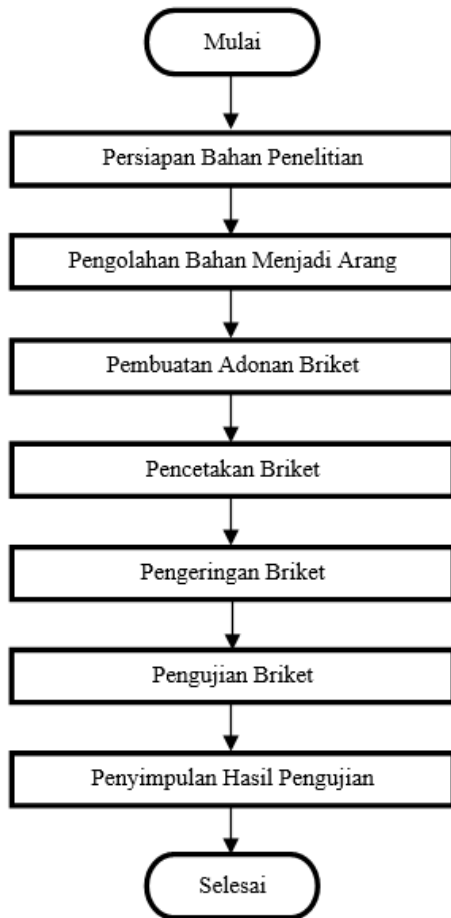 Mulai
Persiapan Bahan Penelitian
Pengolahan Bahan Menjadi Arang
Pembuatan Adonan Briket
Pencetakan Briket
Pengeringan Briket
Pengujian Briket
Penyimpulan Hasil Pengujian
Selesai